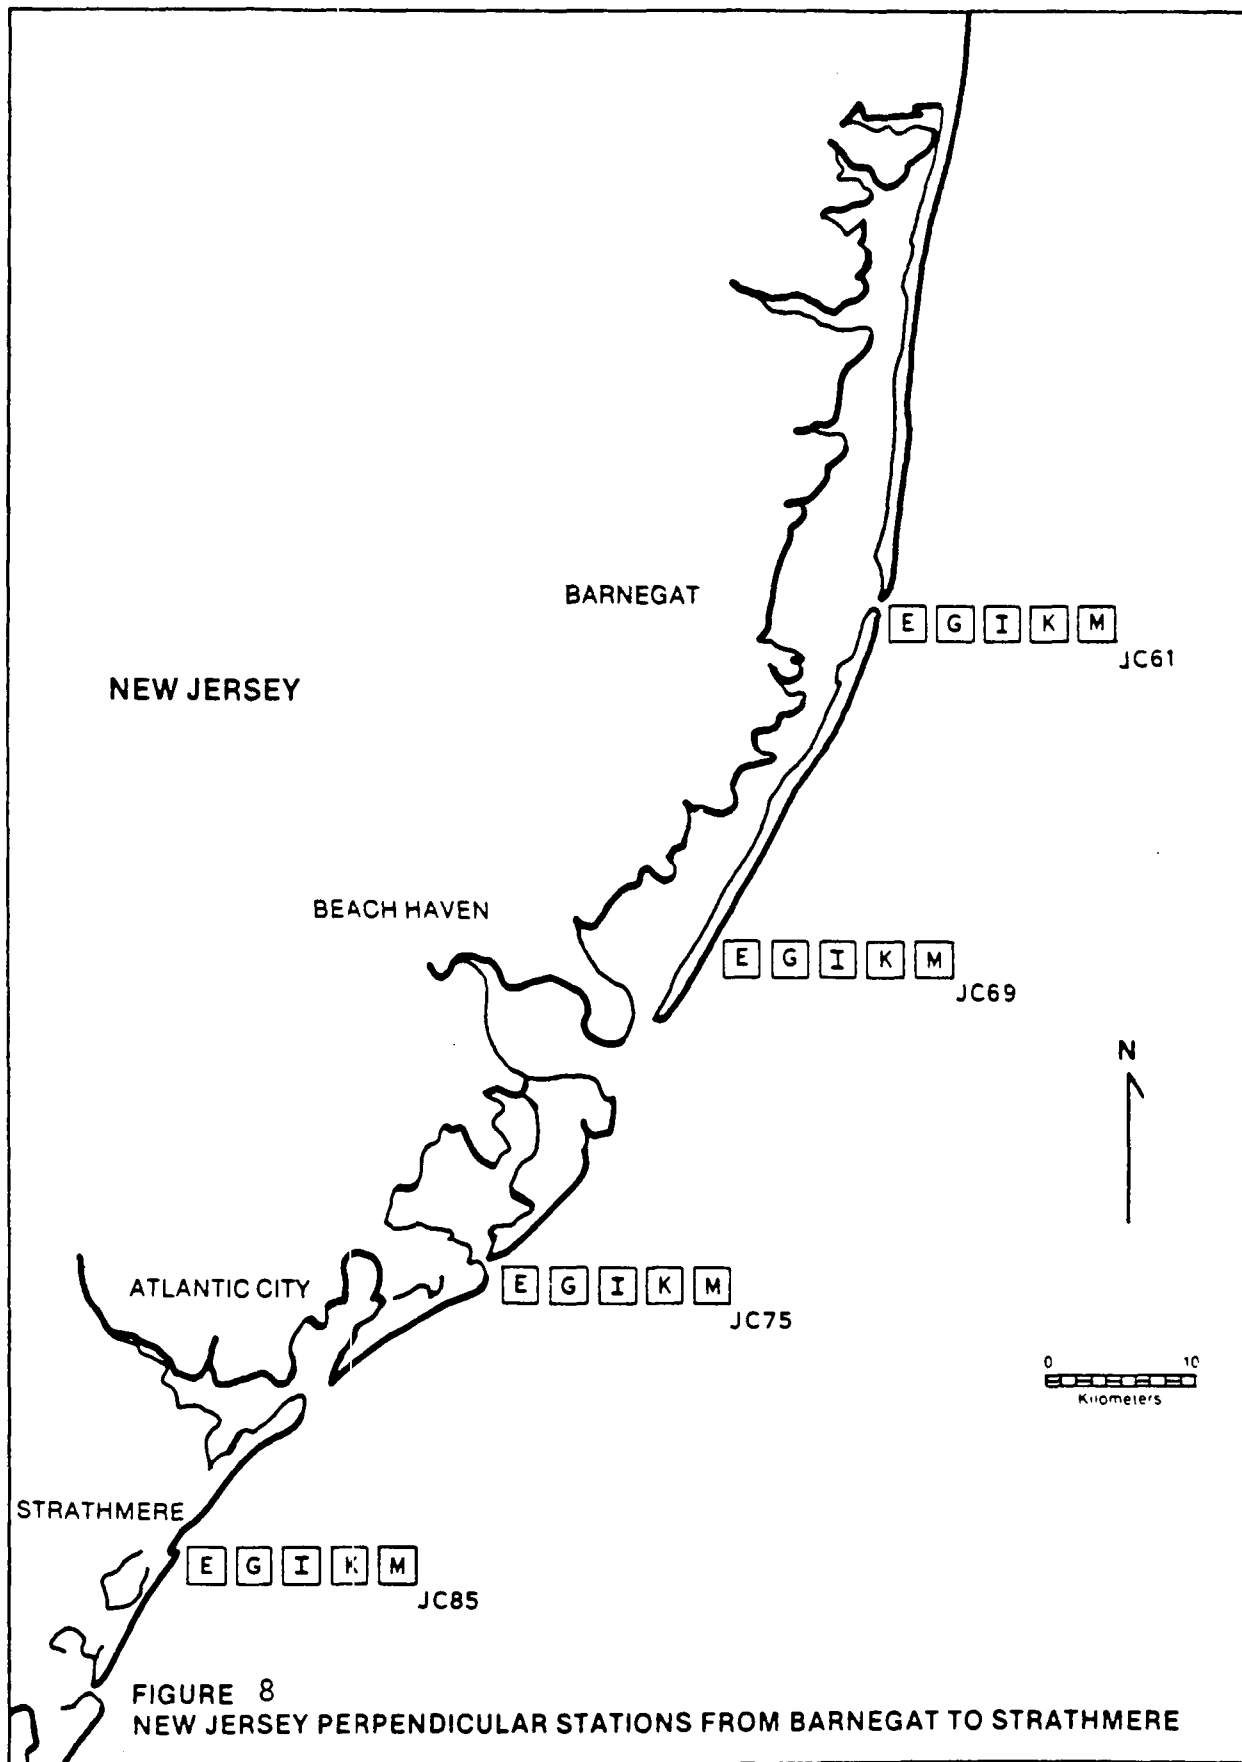 BARNEGAT
E G I K M
JC61
NEW JERSEY
BEACH HAVEN
E G I K M
JC69
N
ATLANTIC CITY
E G I K M
JC75
0 10
Kilometers
STRATHMERE
E G I K M
JC85
FIGURE 8
NEW JERSEY PERPENDICULAR STATIONS FROM BARNEGAT TO STRATHMERE